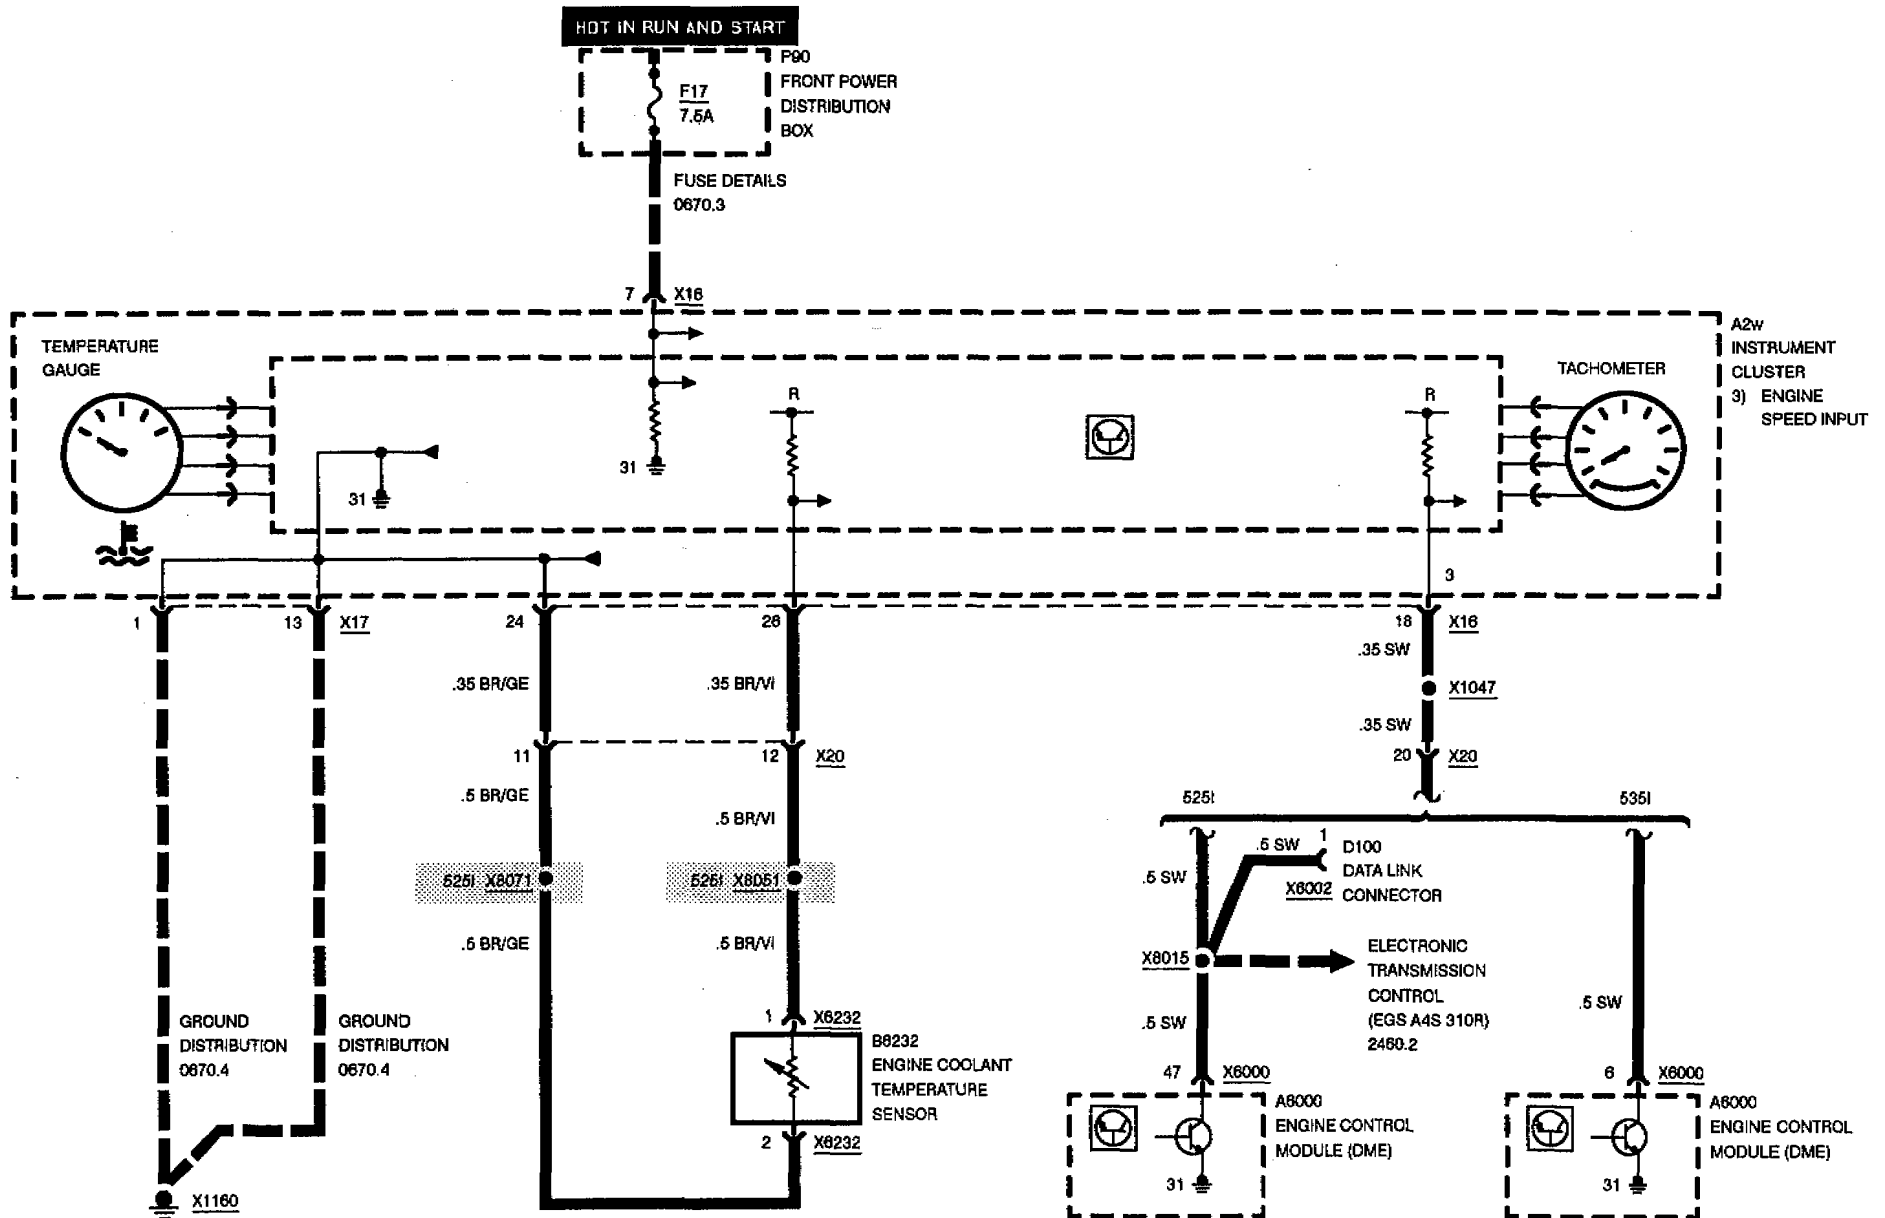 HOT IN RUN AND START
P90
FRONT POWER
DISTRIBUTION
BOX
F17
7.5A
FUSE DETAILS
0670.3
7
X16
TEMPERATURE
GAUGE
A2w
INSTRUMENT
CLUSTER
3) ENGINE
SPEED INPUT
TACHOMETER
R
R
31
31
3
1
13
X17
24
26
18
X16
.35 SW
.35 BR/GE
.35 BR/VI
X1047
.35 SW
11
12
X20
20
X20
.5 BR/GE
.5 BR/VI
525I
535I
1
.5 SW
D100
DATA LINK
CONNECTOR
X6002
.5 SW
525I X8071
525I X8051
.5 BR/GE
.5 BR/VI
X8015
ELECTRONIC
TRANSMISSION
CONTROL
(EGS A4S 310R)
2460.2
.5 SW
.5 SW
GROUND
DISTRIBUTION
0670.4
GROUND
DISTRIBUTION
0670.4
1
X6232
B6232
ENGINE COOLANT
TEMPERATURE
SENSOR
2
X6232
47
X6000
6
X6000
A6000
ENGINE CONTROL
MODULE (DME)
A6000
ENGINE CONTROL
MODULE (DME)
31
31
X1160